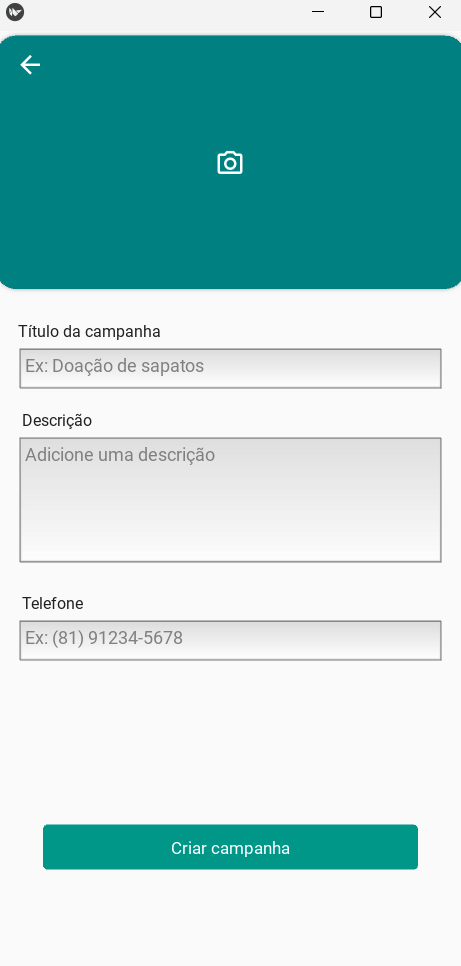 Título da campanha
Ex: Doação de sapatos
Descrição
Adicione uma descrição
Telefone
Ex: (81) 91234-5678
Criar campanha